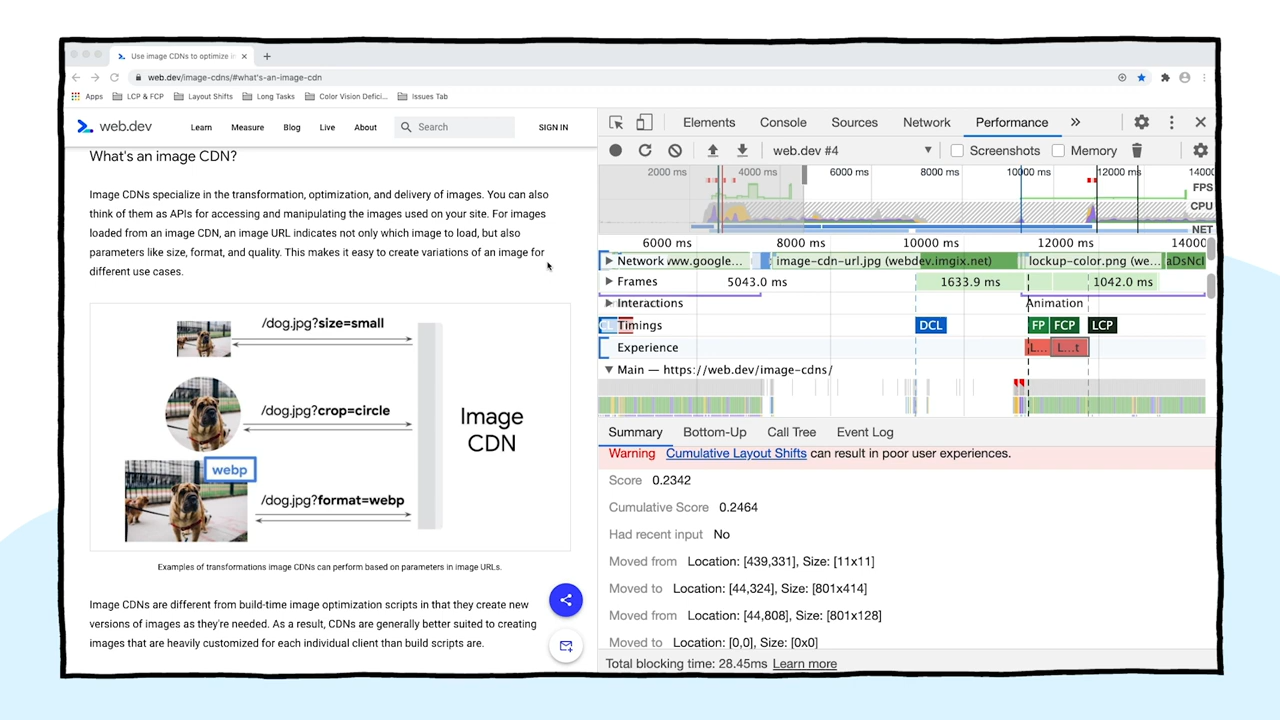 Use image CDNs to optimize i
web.dev/image-cdns/#what's-an-image-cdn
Apps LCP & FCP Layout Shifts Long Tasks Color Vision Defici... Issues Tab
web.dev Learn Measure Blog Live About Search SIGN IN
What's an image CDN?
Image CDNs specialize in the transformation, optimization, and delivery of images. You can also
think of them as APIs for accessing and manipulating the images used on your site. For images
loaded from an image CDN, an image URL indicates not only which image to load, but also
parameters like size, format, and quality. This makes it easy to create variations of an image for
different use cases.
/dog.jpg?size=small
/dog.jpg?crop=circle
Image
CDN
webp
/dog.jpg?format=webp
Examples of transformations image CDNs can perform based on parameters in image URLs.
Image CDNs are different from build-time image optimization scripts in that they create new
versions of images as they're needed. As a result, CDNs are generally better suited to creating
images that are heavily customized for each individual client than build scripts are.
Elements Console Sources Network Performance
web.dev #4 Screenshots Memory
2000 ms 4000 ms 6000 ms 8000 ms 10000 ms 12000 ms 14000
FPS
CPU
NET
6000 ms 8000 ms 10000 ms 12000 ms 14000
Network www.google... image-cdn-url.jpg (webdev.imgix.net) lockup-color.png (we... aDsNcI
Frames 5043.0 ms 1633.9 ms 1042.0 ms
Interactions Animation
Timings DCL FP FCP LCP
Experience L... L...t
Main — https://web.dev/image-cdns/
Summary Bottom-Up Call Tree Event Log
Warning Cumulative Layout Shifts can result in poor user experiences.
Score 0.2342
Cumulative Score 0.2464
Had recent input No
Moved from Location: [439,331], Size: [11x11]
Moved to Location: [44,324], Size: [801x414]
Moved from Location: [44,808], Size: [801x128]
Moved to Location: [0,0], Size: [0x0]
Total blocking time: 28.45ms Learn more